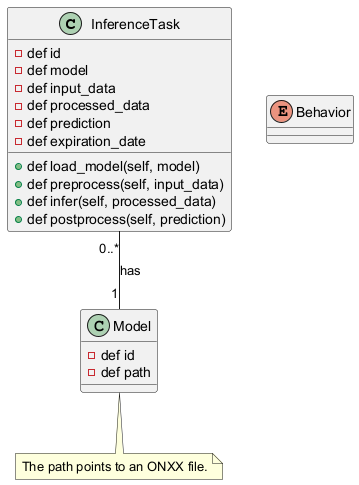 C InferenceTask
def id
def model
def input_data
def processed_data
def prediction
def expiration_date
def load_model(self, model)
def preprocess(self, input_data)
def infer(self, processed_data)
def postprocess(self, prediction)
E Behavior
0..*
has
1
C Model
def id
def path
The path points to an ONXX file.